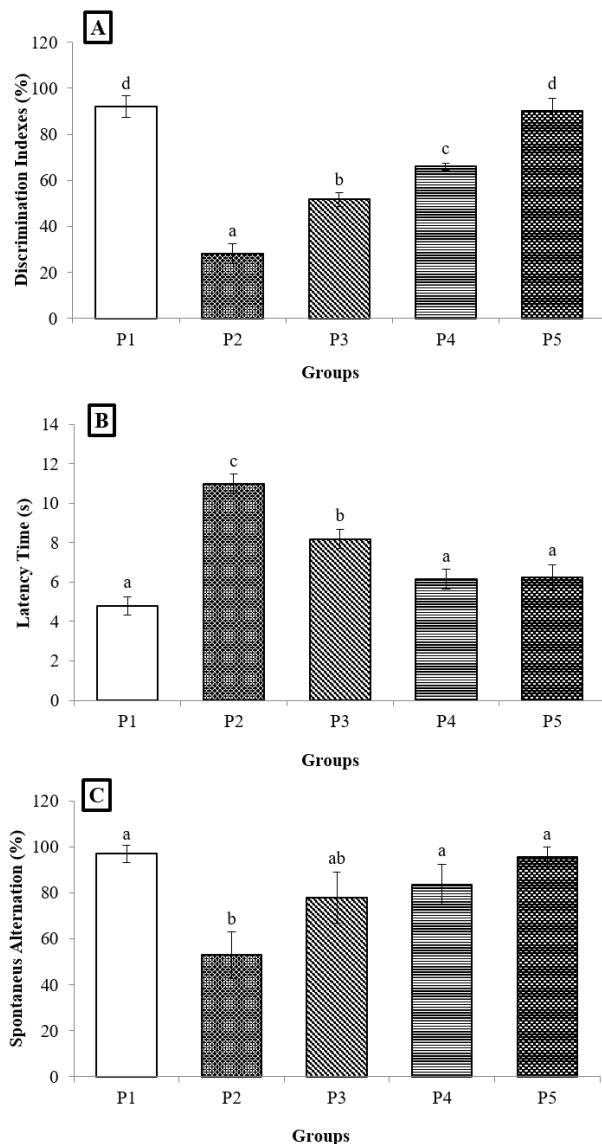 A
Discrimination Indexes (%)
120
100
80
60
40
20
0
d
a
b
c
d
P1 P2 P3 P4 P5
Groups
B
Latency Time (s)
14
12
10
8
6
4
2
0
a
c
b
a
a
P1 P2 P3 P4 P5
Groups
C
Spontaneus Alternation (%)
120
100
80
60
40
20
0
a
b
ab
a
a
P1 P2 P3 P4 P5
Groups